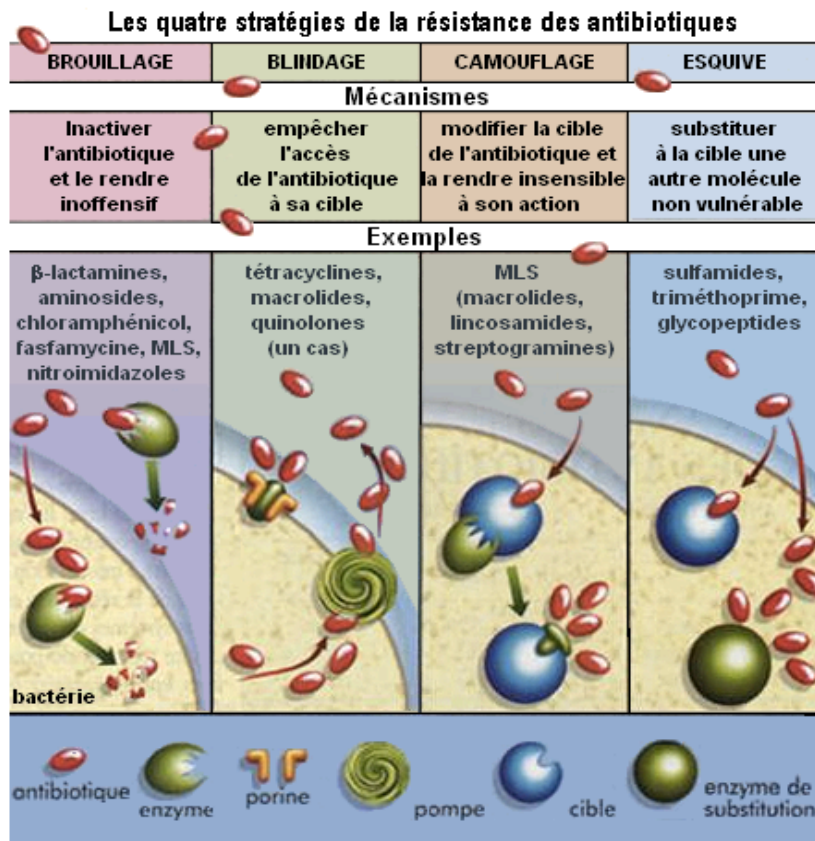 Les quatre stratégies de la résistance des antibiotiques
BROUILLAGE
BLINDAGE
CAMOUFLAGE
ESQUIVE
Mécanismes
Inactiver
l'antibiotique
et le rendre
inoffensif
empêcher
l'accès
de l'antibiotique
à sa cible
modifier la cible
de l'antibiotique et
la rendre insensible
à son action
substituer
à la cible une
autre molécule
non vulnérable
Exemples
β-lactamines,
aminosides,
chloramphénicol,
fasfamycine, MLS,
nitroimidazoles
tétracyclines,
macrolides,
quinolones
(un cas)
MLS
(macrolides,
lincosamides,
streptogramines)
sulfamides,
triméthoprime,
glycopeptides
bactérie
antibiotique
enzyme
porine
pompe
cible
enzyme de
substitution